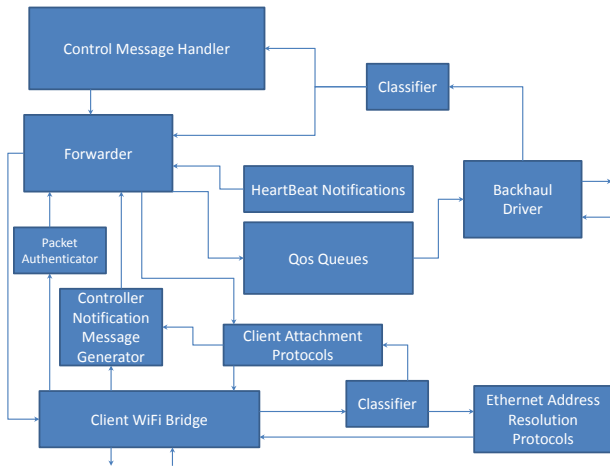 Control Message Handler
Classifier
Forwarder
HeartBeat Notifications
Backhaul
Driver
Packet
Authenticator
Qos Queues
Controller
Notification
Message
Generator
Client Attachment
Protocols
Client WiFi Bridge
Classifier
Ethernet Address
Resolution
Protocols